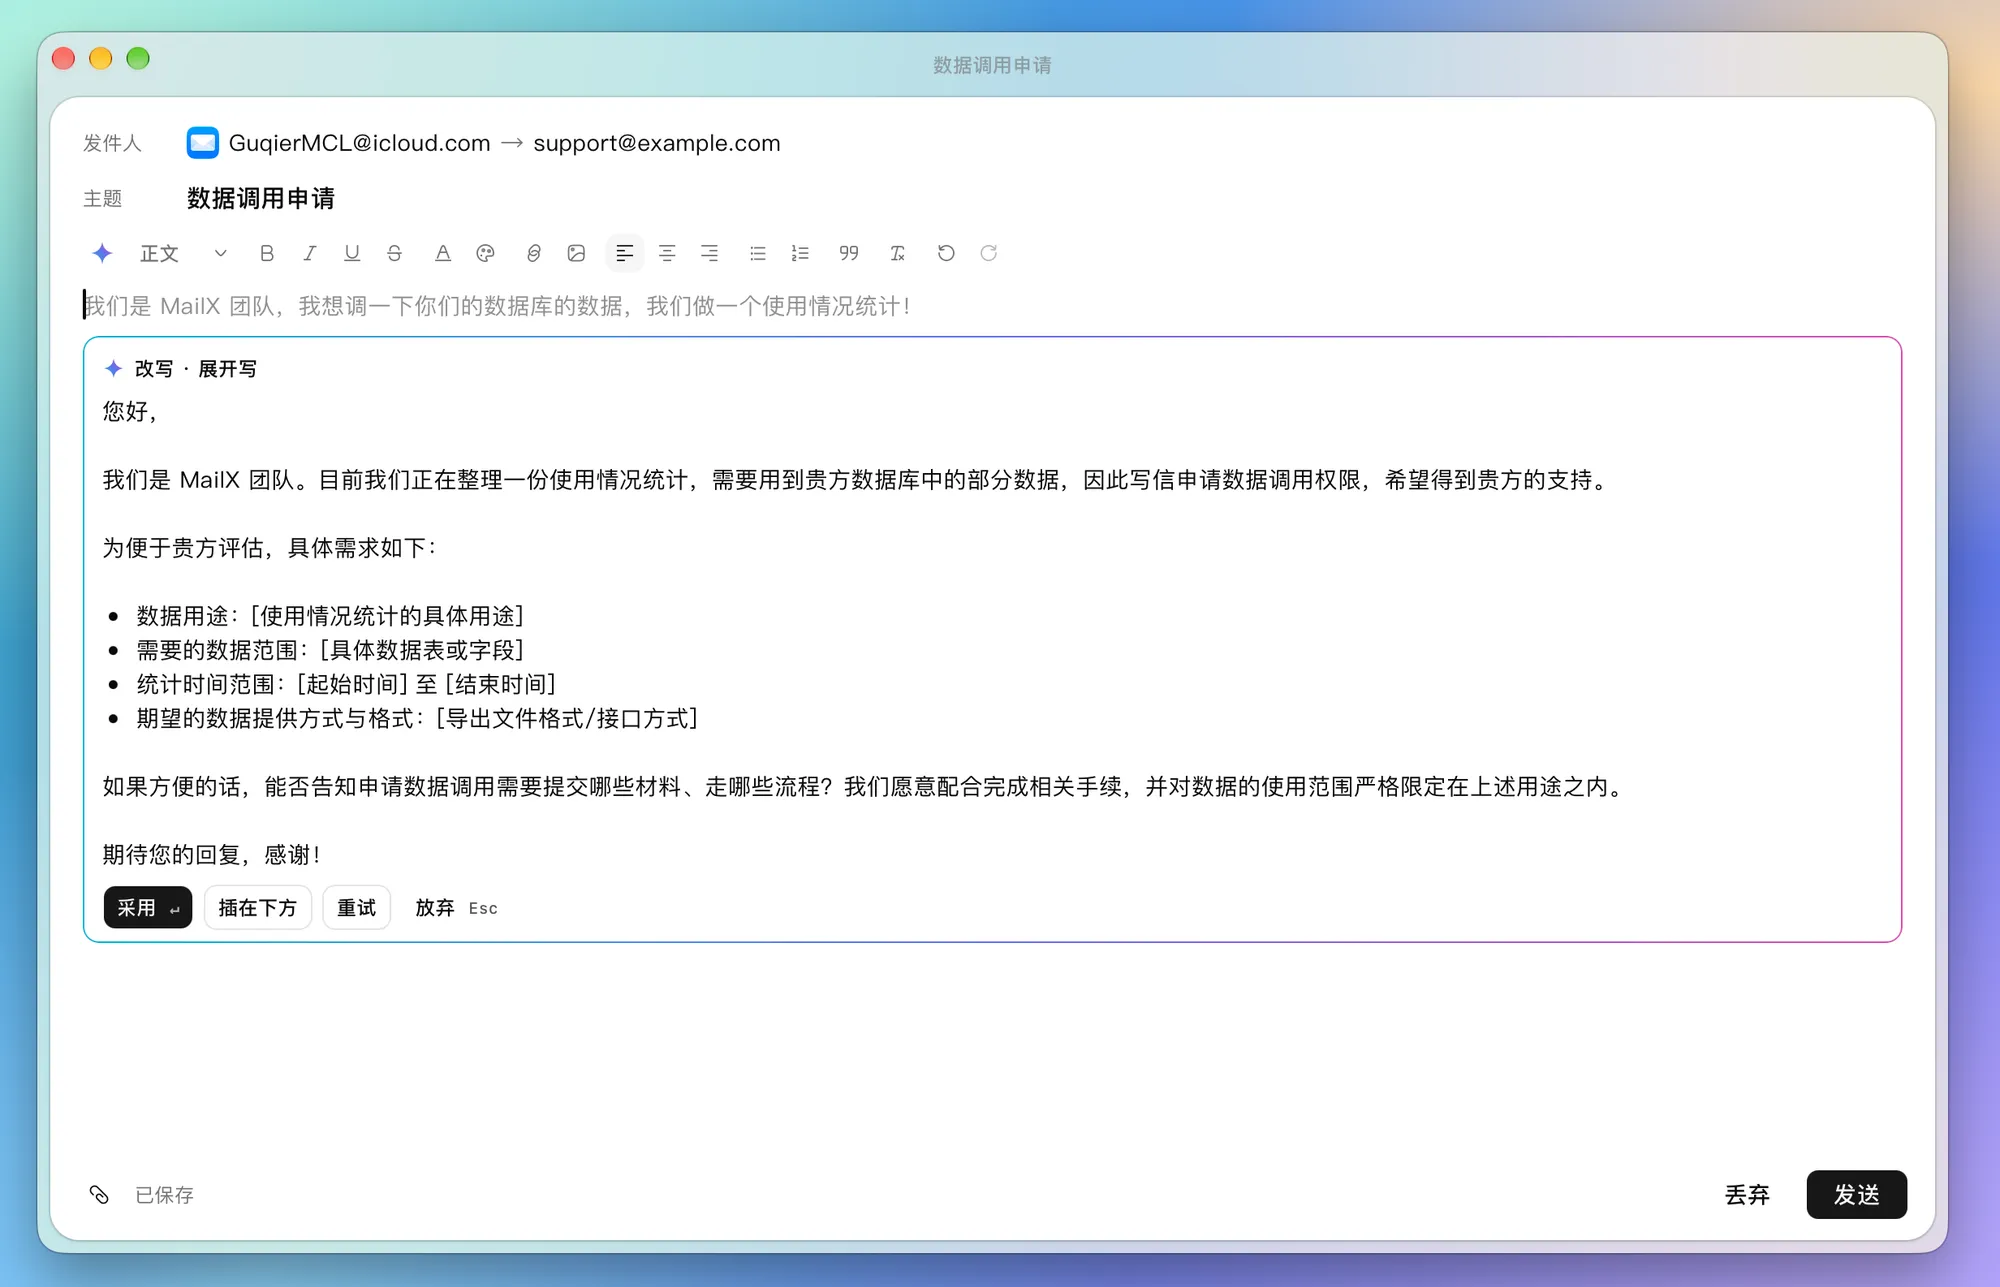 数据调用申请
发件人 GuqierMCL@icloud.com → support@example.com
主题 数据调用申请
正文
我们是 MailX 团队，我想调一下你们的数据库的数据，我们做一个使用情况统计！
改写 · 展开写
您好，
我们是 MailX 团队。目前我们正在整理一份使用情况统计，需要用到贵方数据库中的部分数据，因此写信申请数据调用权限，希望得到贵方的支持。
为便于贵方评估，具体需求如下：
• 数据用途：[使用情况统计的具体用途]
• 需要的数据范围：[具体数据表或字段]
• 统计时间范围：[起始时间] 至 [结束时间]
• 期望的数据提供方式与格式：[导出文件格式/接口方式]
如果方便的话，能否告知申请数据调用需要提交哪些材料、走哪些流程？我们愿意配合完成相关手续，并对数据的使用范围严格限定在上述用途之内。
期待您的回复，感谢！
采用 ↵ 插在下方 重试 放弃 Esc
已保存 丢弃 发送